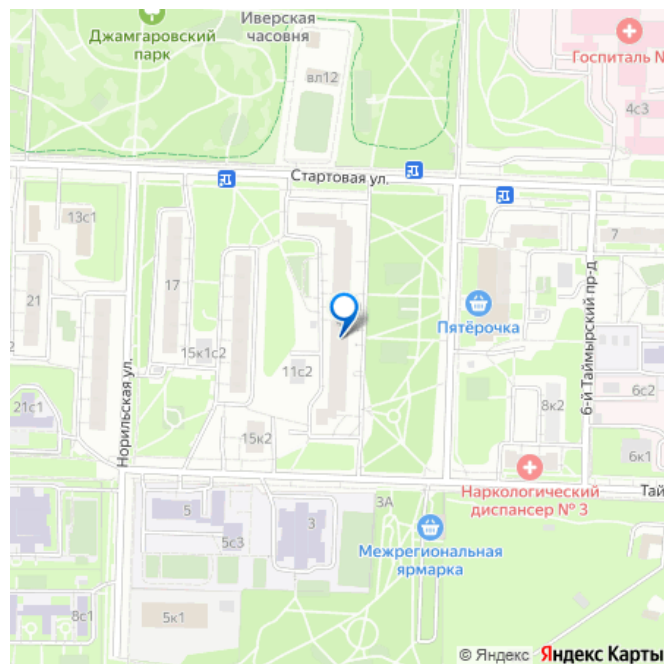 Иверская
часовня
Джамгаровский
парк
вл12
Госпиталь №
4с3
Стартовая ул.
13с1
7
17
21
6-й Таймырский пр-д
Пятёрочка
15к1с2
11с2
Норильская ул.
6с2
21с1
8к2
15к2
6к1
Наркологический
диспансер № 3
Тай
3А
5
3
5с3
Межрегиональная
ярмарка
8с1
5к1
© Яндекс Яндекс Карты